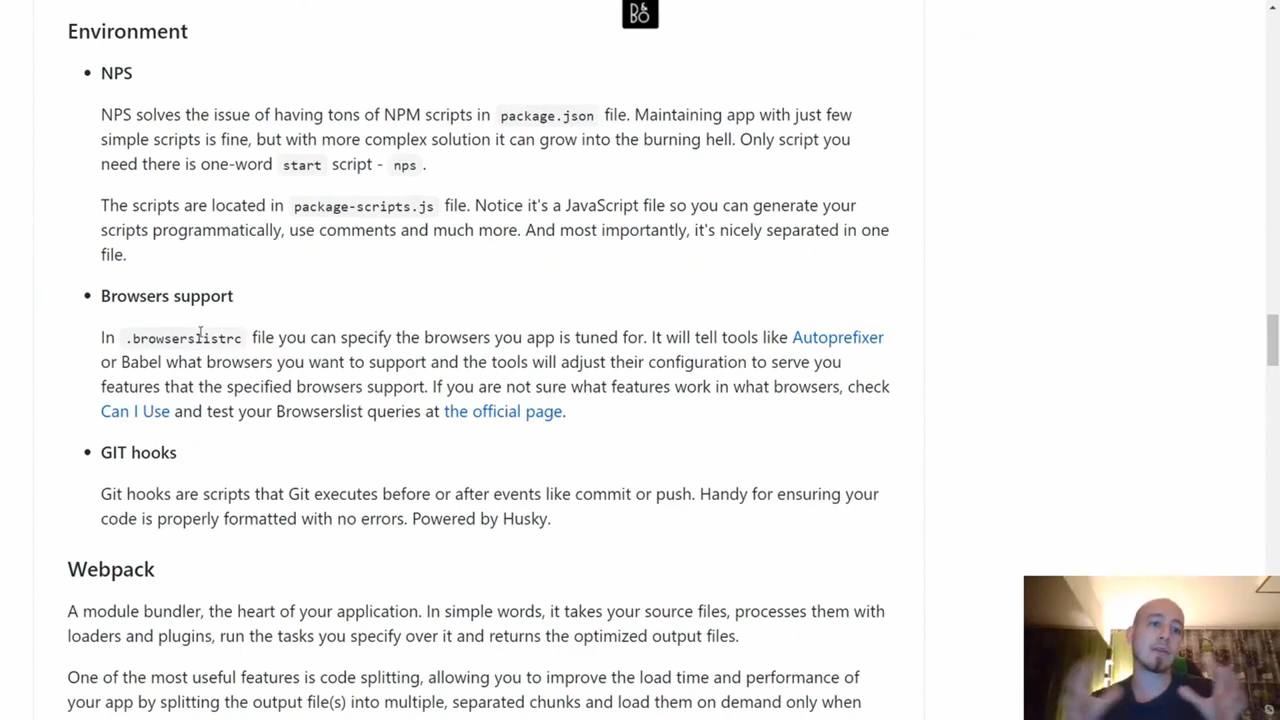 B&
BO
Environment
NPS
NPS solves the issue of having tons of NPM scripts in package.json file. Maintaining app with just few
simple scripts is fine, but with more complex solution it can grow into the burning hell. Only script you
need there is one-word start script - nps.
The scripts are located in package-scripts.js file. Notice it's a JavaScript file so you can generate your
scripts programmatically, use comments and much more. And most importantly, it's nicely separated in one
file.
Browsers support
In .browserslistrc file you can specify the browsers you app is tuned for. It will tell tools like Autoprefixer
or Babel what browsers you want to support and the tools will adjust their configuration to serve you
features that the specified browsers support. If you are not sure what features work in what browsers, check
Can I Use and test your Browserslist queries at the official page.
GIT hooks
Git hooks are scripts that Git executes before or after events like commit or push. Handy for ensuring your
code is properly formatted with no errors. Powered by Husky.
Webpack
A module bundler, the heart of your application. In simple words, it takes your source files, processes them with
loaders and plugins, run the tasks you specify over it and returns the optimized output files.
One of the most useful features is code splitting, allowing you to improve the load time and performance of
your app by splitting the output file(s) into multiple, separated chunks and load them on demand only when